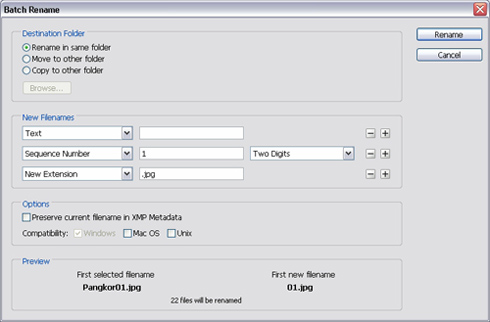 Batch Rename
Destination Folder
Rename in same folder
Move to other folder
Copy to other folder
Browse...
Rename
Cancel
New Filenames
Text
Sequence Number 1 Two Digits
New Extension .jpg
Options
Preserve current filename in XMP Metadata
Compatibility: Windows Mac OS Unix
Preview
First selected filename First new filename
Pangkor01.jpg 01.jpg
22 files will be renamed